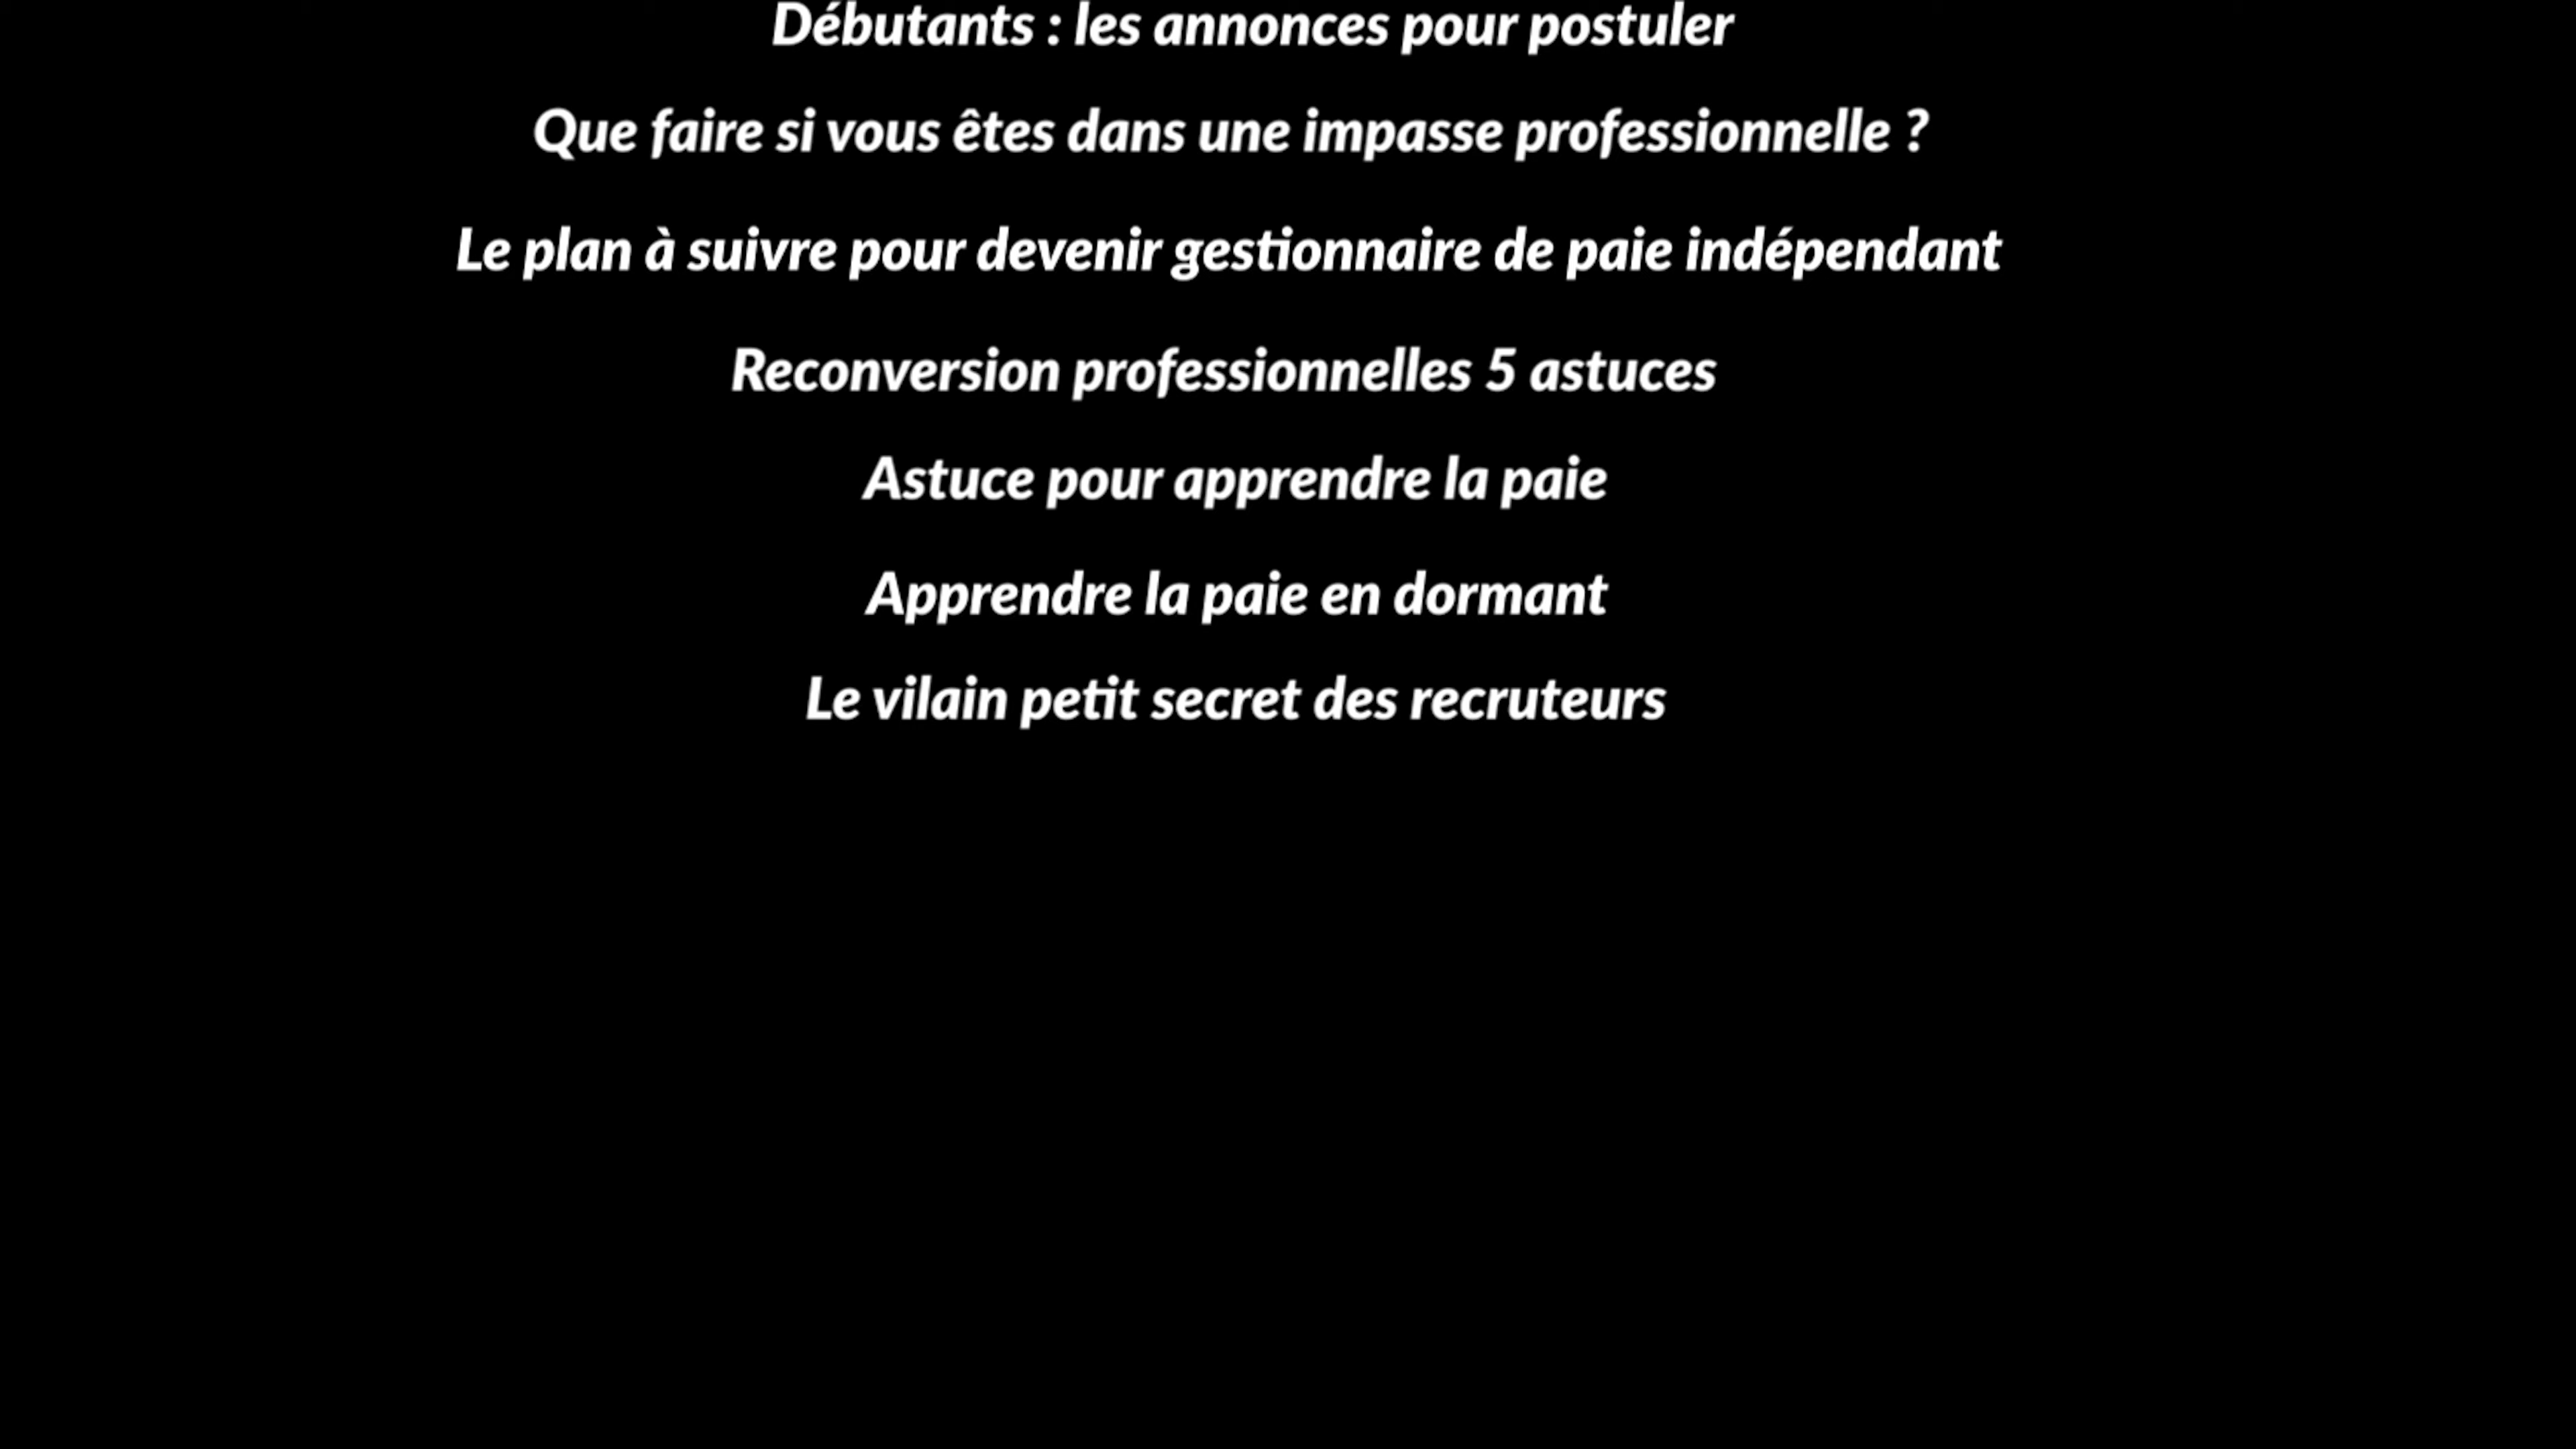 Débutants : les annonces pour postuler
Que faire si vous êtes dans une impasse professionnelle ?
Le plan à suivre pour devenir gestionnaire de paie indépendant
Reconversion professionnelles 5 astuces
Astuce pour apprendre la paie
Apprendre la paie en dormant
Le vilain petit secret des recruteurs